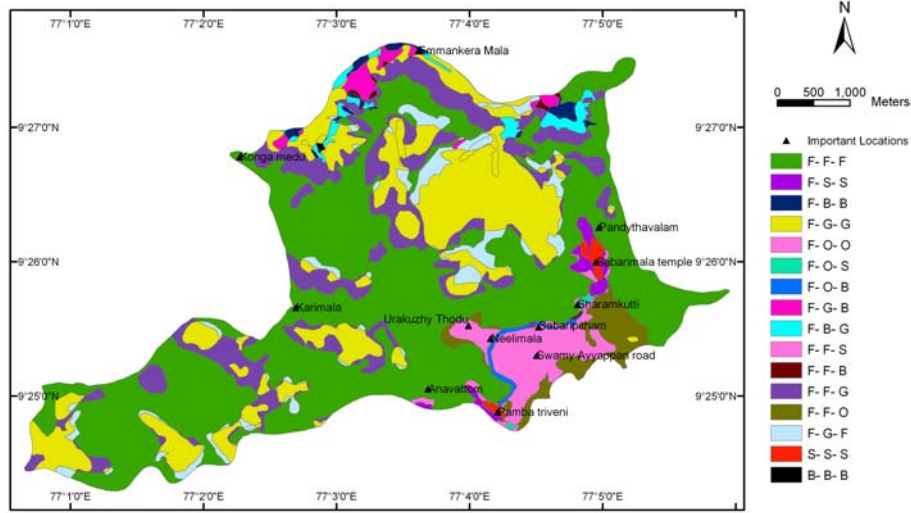 77°1'0"E 77°2'0"E 77°3'0"E 77°4'0"E 77°5'0"E
N
Emmankera Mala
0 500 1,000
Meters
9°27'0"N 9°27'0"N
Important Locations
Konga medu
F- F- F
F- S- S
F- B- B
F- G- G
F- O- O
F- O- S
F- O- B
F- G- B
F- B- G
F- F- S
F- F- B
F- F- G
F- F- O
F- G- F
S- S- S
B- B- B
Pandythavalam
9°26'0"N Sabarimala temple 9°26'0"N
Karimala
Sharamkutti
Urakuzhy Thodu
Sabaripitham
Neelimala
Swamy Ayyappan road
9°25'0"N Anavattom 9°25'0"N
Pamba triveni
77°1'0"E 77°2'0"E 77°3'0"E 77°4'0"E 77°5'0"E